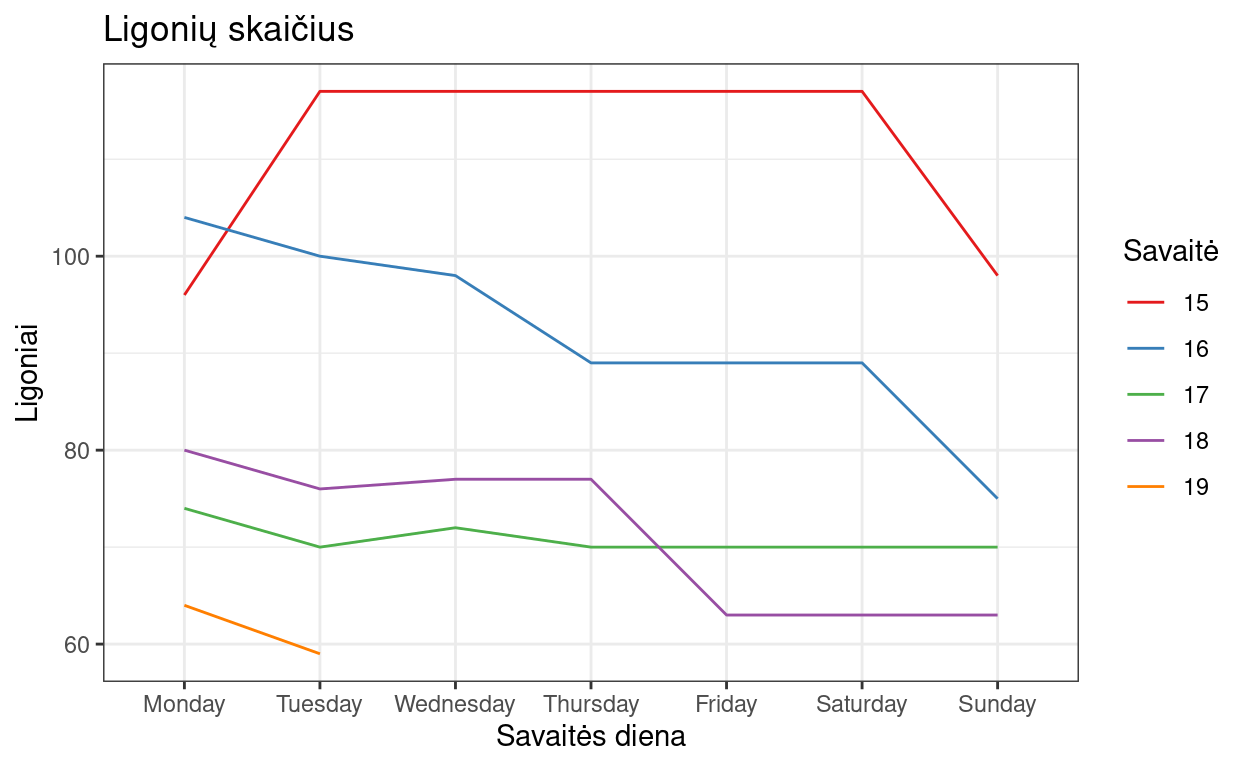 Ligonių skaičius
Ligoniai
100
80
60
Monday Tuesday Wednesday Thursday Friday Saturday Sunday
Savaitės diena
Savaitė
15
16
17
18
19